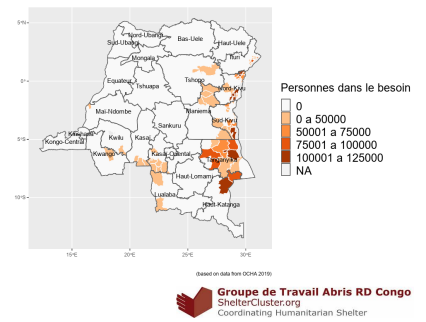 5°N
Nord-Ubangi
Bas-Uele
Sud-Ubangi
Haut-Uele
Mongala
Ituri
0°
Equateur
Tshopo
Tshuapa
Nord-Kivu
Maniema
Mai-Ndombe
Sankuru
Sud-Kivu
5°S
Kinshasa
Kwilu
Kasaï
Kongo-Central
Kwango
Kasaï-Oriental
Tanganyika
Haut-Lomami
10°S
Lualaba
Haut-Katanga
15°E 20°E 25°E 30°E
Personnes dans le besoin
0
0 a 50000
50001 a 75000
75001 a 100000
100001 a 125000
NA
(based on data from OCHA 2019)
Groupe de Travail Abris RD Congo
ShelterCluster.org
Coordinating Humanitarian Shelter